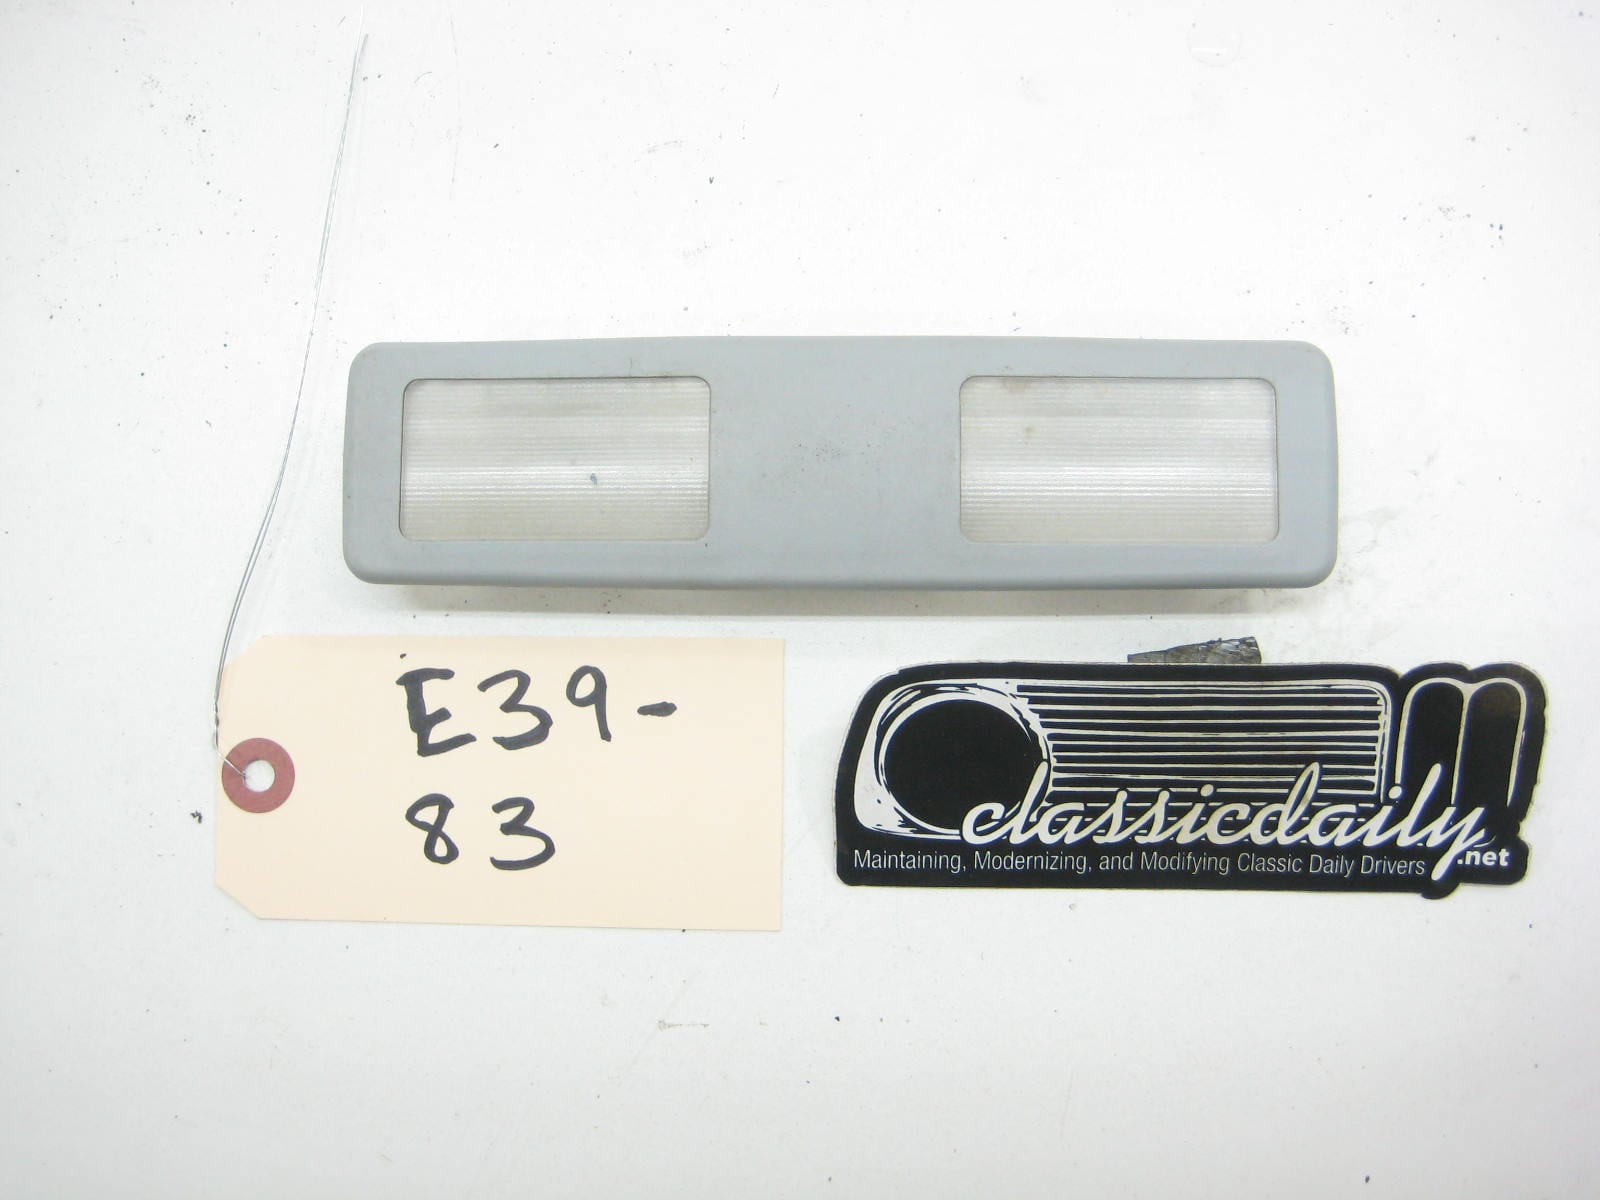 E39-
83
classicdaily.net
Maintaining, Modernizing, and Modifying Classic Daily Drivers